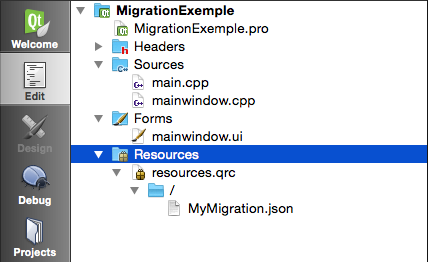 Welcome
Edit
Design
Debug
Projects
MigrationExemple
MigrationExemple.pro
Headers
Sources
main.cpp
mainwindow.cpp
Forms
mainwindow.ui
Resources
resources.qrc
/
MyMigration.json